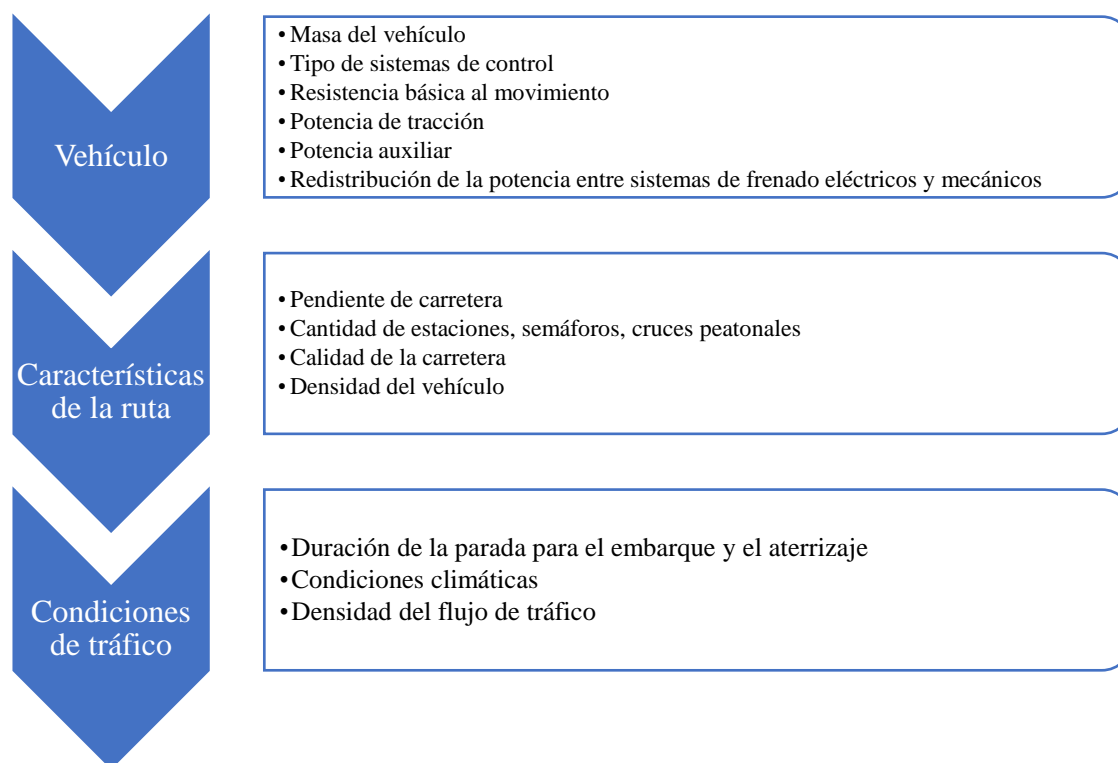 Vehículo
• Masa del vehículo
• Tipo de sistemas de control
• Resistencia básica al movimiento
• Potencia de tracción
• Potencia auxiliar
• Redistribución de la potencia entre sistemas de frenado eléctricos y mecánicos
Característicias
de la ruta
• Pendiente de carretera
• Cantidad de estaciones, semáforos, cruces peatonales
• Calidad de la carretera
• Densidad del vehículo
Condiciones
de tráfico
• Duración de la parada para el embarque y el aterrizaje
• Condiciones climáticas
• Densidad del flujo de tráfico